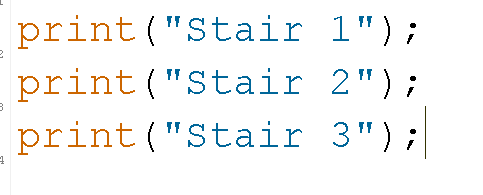 print("Stair 1");
print("Stair 2");
print("Stair 3");